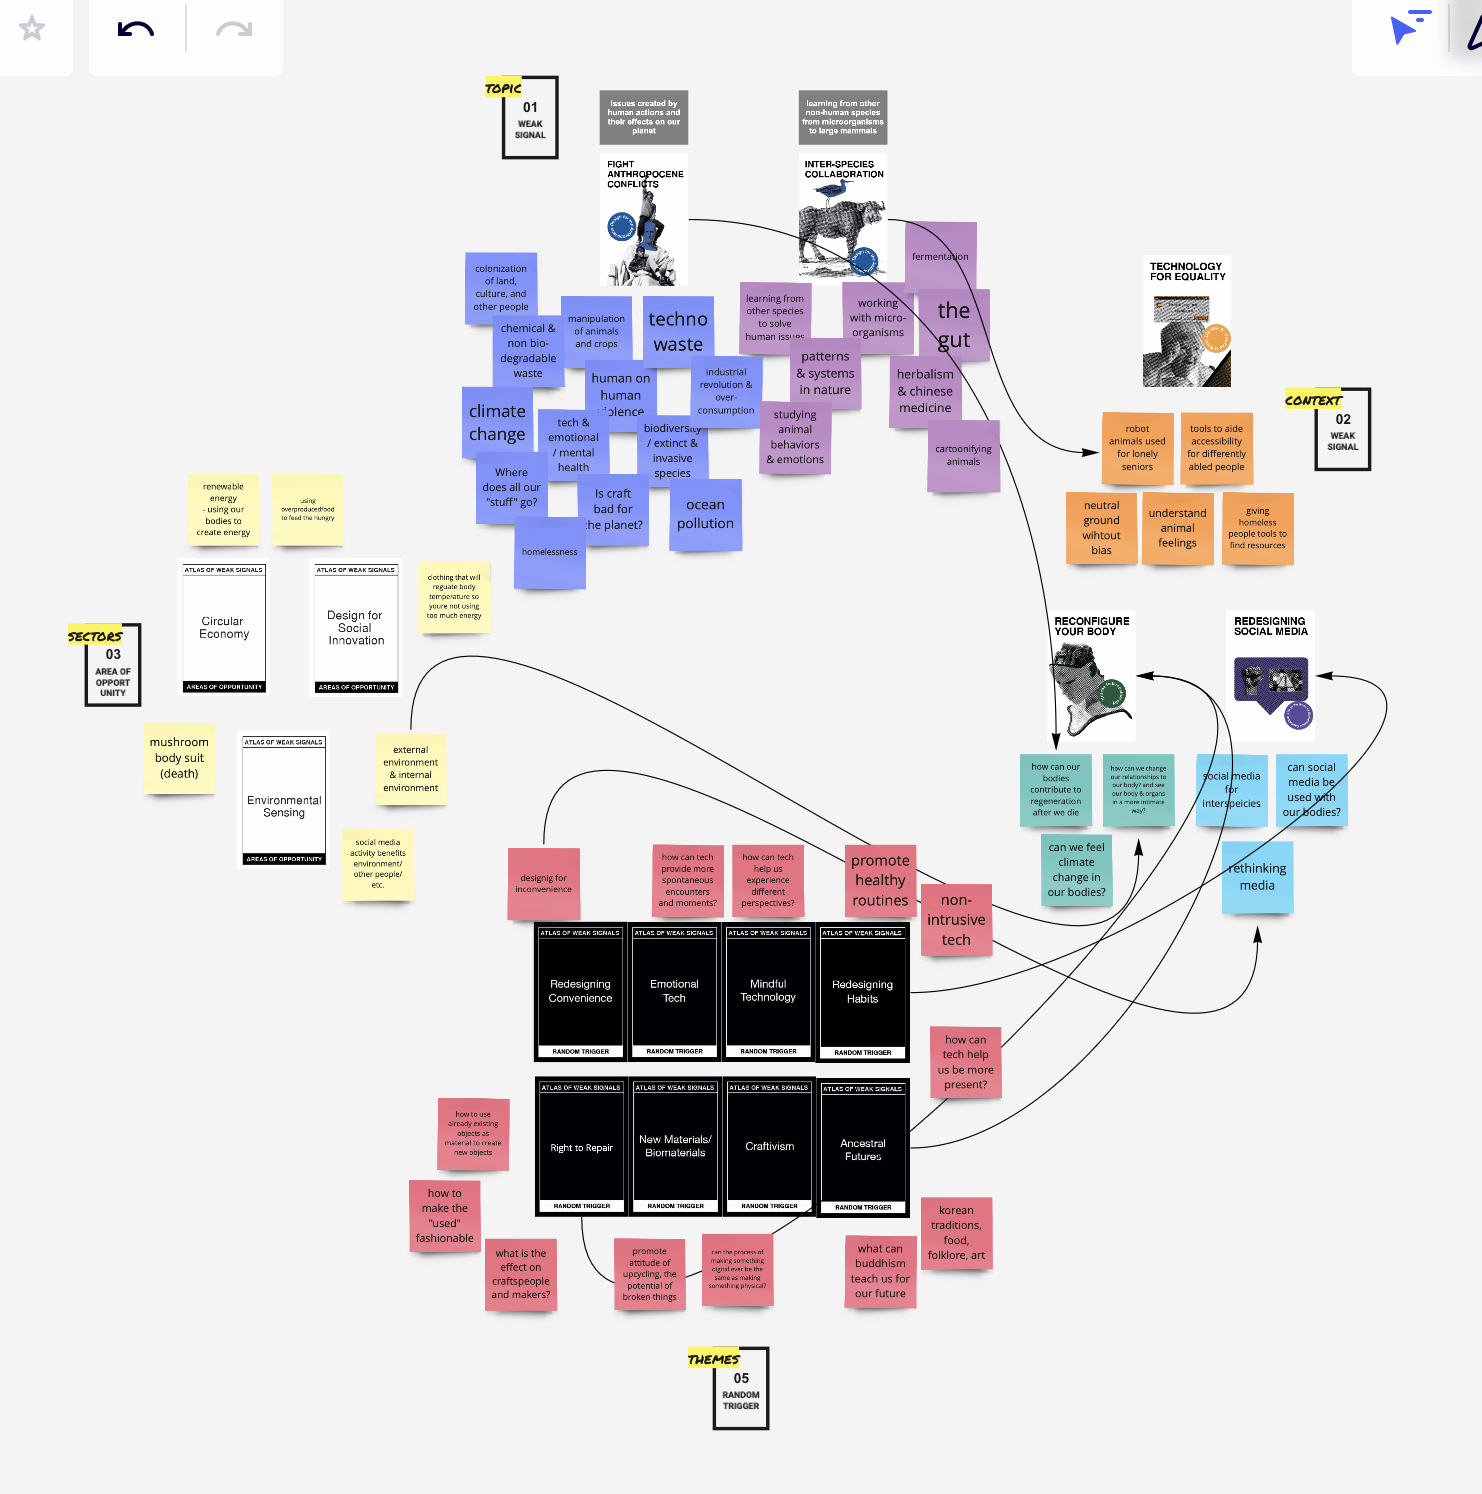 TOPIC
01
WEAK
SIGNAL
issues created by
human actions and
their effects on our
planet
learning from other
non-human species
from microorganisms
to large mammals
FIGHT
ANTHROPOCENE
CONFLICTS
INTER-SPECIES
COLLABORATION
colonization
of land,
culture, and
other people
chemical &
non bio-
degradable
waste
manipulation
of animals
and crops
techno
waste
human on
human
violence
industrial
revolution &
over-
consumption
climate
change
tech &
emotional
/ mental
health
biodiversity
/ extinct &
invasive
species
Where
does all our
"stuff" go?
Is craft
bad for
the planet?
ocean
pollution
homelessness
fermentation
learning from
other species
to solve
human issues
working
with micro-
organisms
the
gut
patterns
& systems
in nature
herbalism
& chinese
medicine
studying
animal
behaviors
& emotions
cartoonifying
animals
TECHNOLOGY
FOR EQUALITY
CONTEXT
02
WEAK
SIGNAL
robot
animals used
for lonely
seniors
tools to aide
accessibility
for differently
abled people
neutral
ground
wihtout
bias
understand
animal
feelings
giving
homeless
people tools to
find resources
RECONFIGURE
YOUR BODY
REDESIGNING
SOCIAL MEDIA
how can our
bodies
contribute to
regeneration
after we die
how can we change
our relationships to
our body? and see
our body & organs
in a more intimate
way?
can we feel
climate
change in
our bodies?
social media
for
interspeicies
can social
media be
used with
our bodies?
rethinking
media
renewable
energy
- using our
bodies to
create energy
using
overproducedfood
to feed the hungry
ATLAS OF WEAK SIGNALS
Circular
Economy
AREAS OF OPPORTUNITY
ATLAS OF WEAK SIGNALS
Design for
Social
Innovation
AREAS OF OPPORTUNITY
clothing that will
reguate body
temperature so
youre not using
too much energy
SECTORS
03
AREA OF
OPPORT
UNITY
mushroom
body suit
(death)
ATLAS OF WEAK SIGNALS
Environmental
Sensing
AREAS OF OPPORTUNITY
external
environment
& internal
environment
social media
activity benefits
environment/
other people/
etc.
designig for
inconvenience
how can tech
provide more
spontaneous
encounters
and moments?
how can tech
help us
experience
different
perspectives?
promote
healthy
routines
non-
intrusive
tech
ATLAS OF WEAK SIGNALS
Redesigning
Convenience
RANDOM TRIGGER
ATLAS OF WEAK SIGNALS
Emotional
Tech
RANDOM TRIGGER
ATLAS OF WEAK SIGNALS
Mindful
Technology
RANDOM TRIGGER
ATLAS OF WEAK SIGNALS
Redesigning
Habits
RANDOM TRIGGER
how can
tech help
us be more
present?
ATLAS OF WEAK SIGNALS
Right to Repair
RANDOM TRIGGER
ATLAS OF WEAK SIGNALS
New Materials/
Biomaterials
RANDOM TRIGGER
ATLAS OF WEAK SIGNALS
Craftivism
RANDOM TRIGGER
ATLAS OF WEAK SIGNALS
Ancestral
Futures
RANDOM TRIGGER
how to use
already existing
objects as
material to create
new objects
how to
make the
"used"
fashionable
what is the
effect on
craftspeople
and makers?
promote
attitude of
upcycling, the
potential of
broken things
can the process of
making something
digital ever be the
same as making
something physical?
what can
buddhism
teach us for
our future
korean
traditions,
food,
folklore, art
THEMES
05
RANDOM
TRIGGER